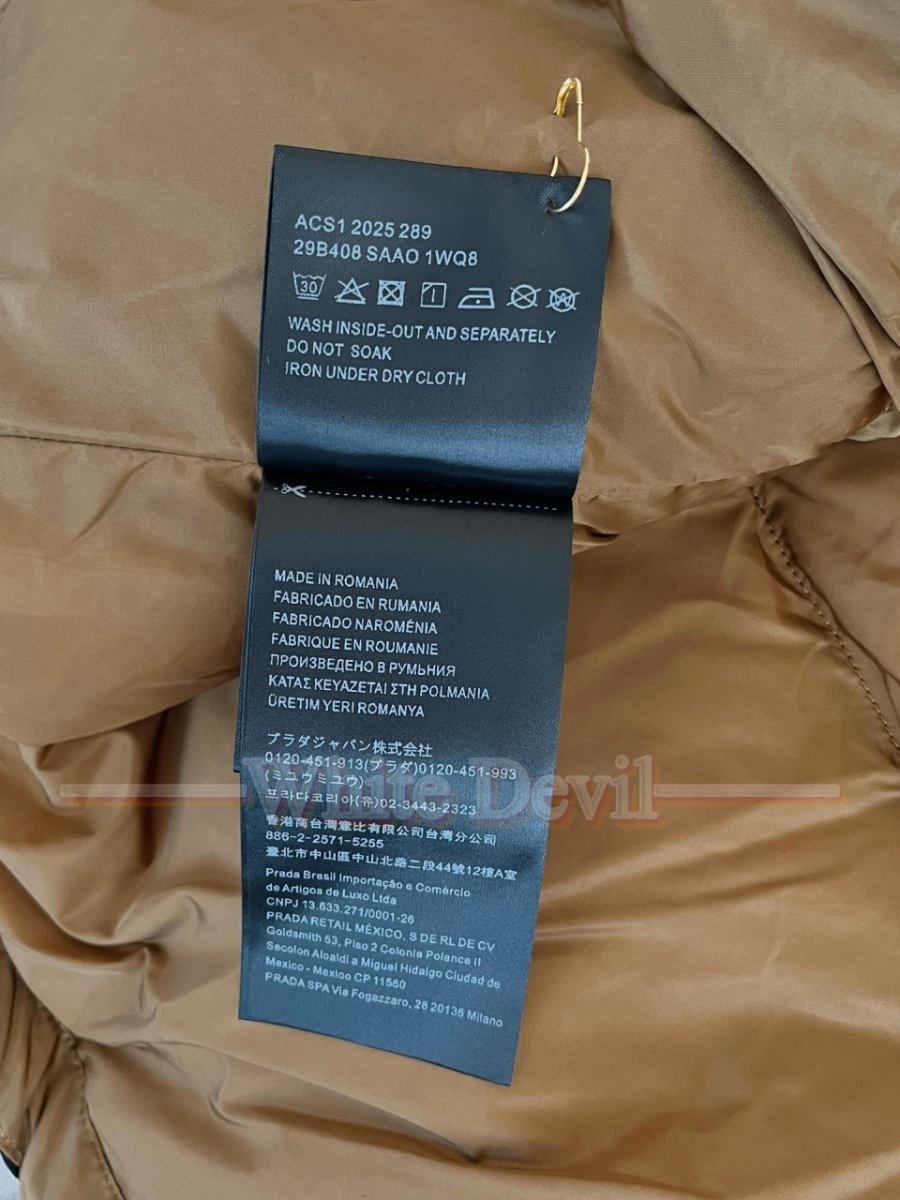 ACS1 2025 289
29B408 SAAO 1WQ8
30
WASH INSIDE-OUT AND SEPARATELY
DO NOT SOAK
IRON UNDER DRY CLOTH
MADE IN ROMANIA
FABRICADO EN RUMANIA
FABRICADO NAROMÉNIA
FABRIQUE EN ROUMANIE
ПРОИЗВЕДЕНО В РУМЬНИЯ
ΚΑΤΑΣ KEYAZETAI ΣTH POLMANIA
ÜRETIM YERI ROMANYA
プラダジャパン株式会社
0120-451-913(プラダ)0120-451-993
(ミユウミユウ)
프라다코리아(유)02-3443-2323
White Devil
香港商台灣意比有限公司台灣分公司
886-2-2571-5255
臺北市中山區中山北路二段44號12樓A室
Prada Brasil Importação e Comércio
de Artigos de Luxo Ltda
CNPJ 13.633.271/0001-26
PRADA RETAIL MÉXICO, S DE RL DE CV
Goldsmith 53, Piso 2 Colonia Polance II
Secolon Aloaldi a Miguel Hidalgo Ciudad de
Mexico - Mexico CP 11560
PRADA SPA Via Fogazzaro, 28 20136 Milano